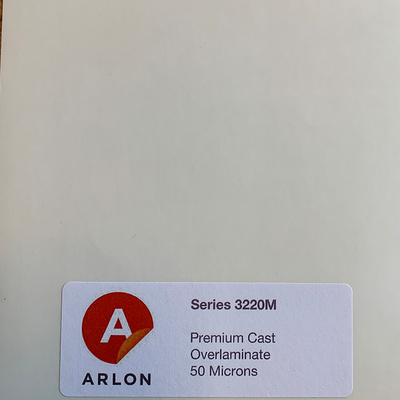 A
ARLON
Series 3220M
Premium Cast
Overlaminate
50 Microns